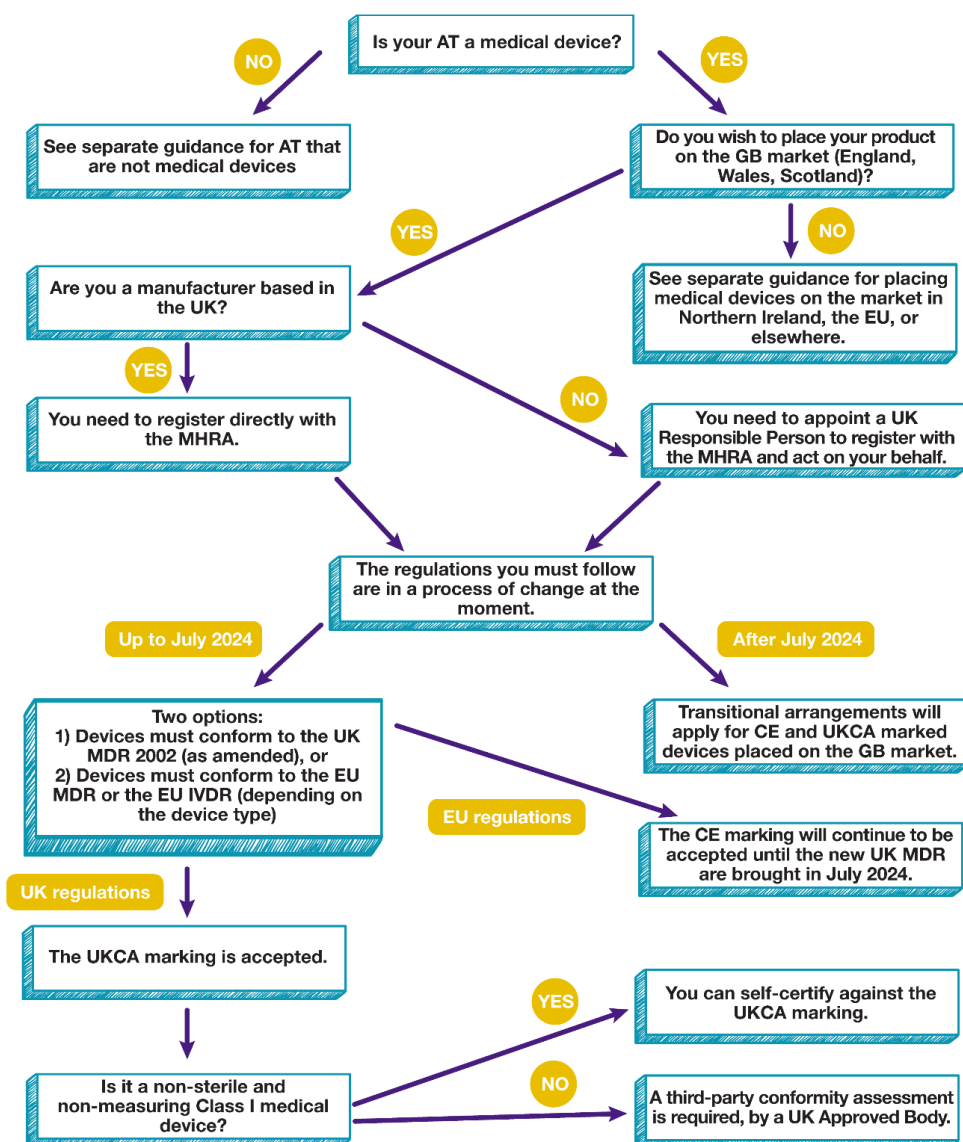 Is your AT a medical device?
NO
YES
See separate guidance for AT that
are not medical devices
Do you wish to place your product
on the GB market (England,
Wales, Scotland)?
YES
NO
Are you a manufacturer based in
the UK?
See separate guidance for placing
medical devices on the market in
Northern Ireland, the EU, or
elsewhere.
YES
NO
You need to register directly with
the MHRA.
You need to appoint a UK
Responsible Person to register with
the MHRA and act on your behalf.
The regulations you must follow
are in a process of change at the
moment.
Up to July 2024
After July 2024
Two options:
1) Devices must conform to the UK
MDR 2002 (as amended), or
2) Devices must conform to the EU
MDR or the EU IVDR (depending on
the device type)
Transitional arrangements will
apply for CE and UKCA marked
devices placed on the GB market.
EU regulations
The CE marking will continue to be
accepted until the new UK MDR
are brought in July 2024.
UK regulations
The UKCA marking is accepted.
YES
You can self-certify against the
UKCA marking.
Is it a non-sterile and
non-measuring Class I medical
device?
NO
A third-party conformity assessment
is required, by a UK Approved Body.